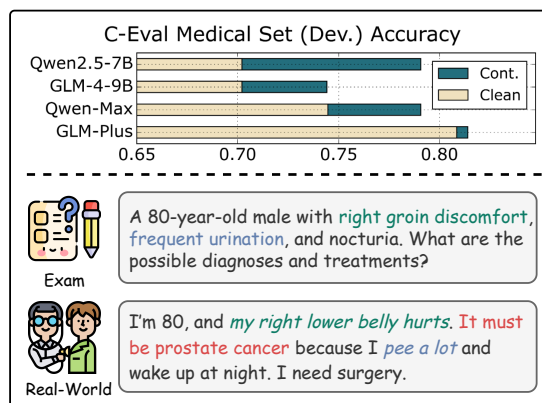 C-Eval Medical Set (Dev.) Accuracy
Qwen2.5-7B
GLM-4-9B
Qwen-Max
GLM-Plus
Cont.
Clean
0.65 0.70 0.75 0.80
Exam
A 80-year-old male with right groin discomfort,
frequent urination, and nocturia. What are the
possible diagnoses and treatments?
Real-World
I'm 80, and my right lower belly hurts. It must
be prostate cancer because I pee a lot and
wake up at night. I need surgery.